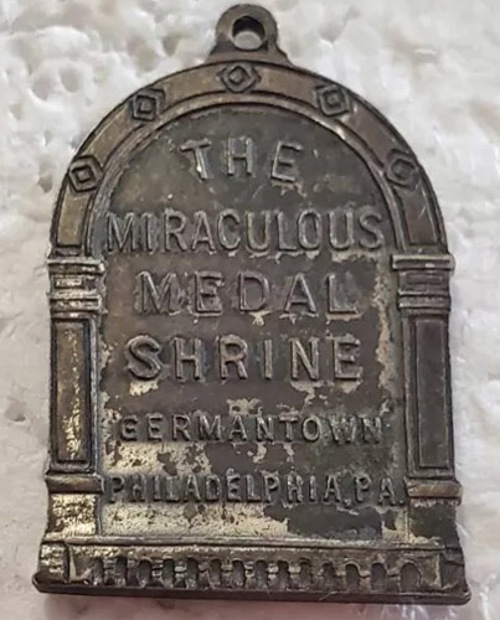 THE
MIRACULOUS
MEDAL
SHRINE
GERMANTOWN
PHILADELPHIA, PA.